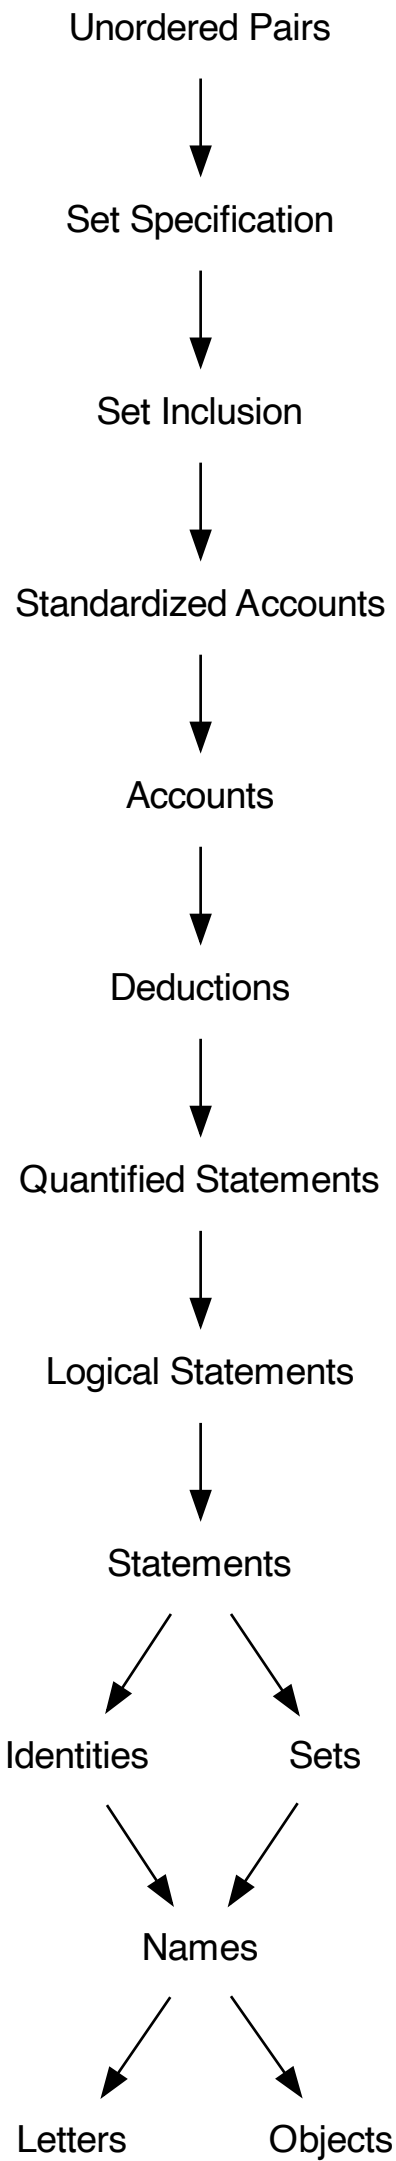 Unordered Pairs
Set Specification
Set Inclusion
Standardized Accounts
Accounts
Deductions
Quantified Statements
Logical Statements
Statements
Identities
Sets
Names
Letters
Objects